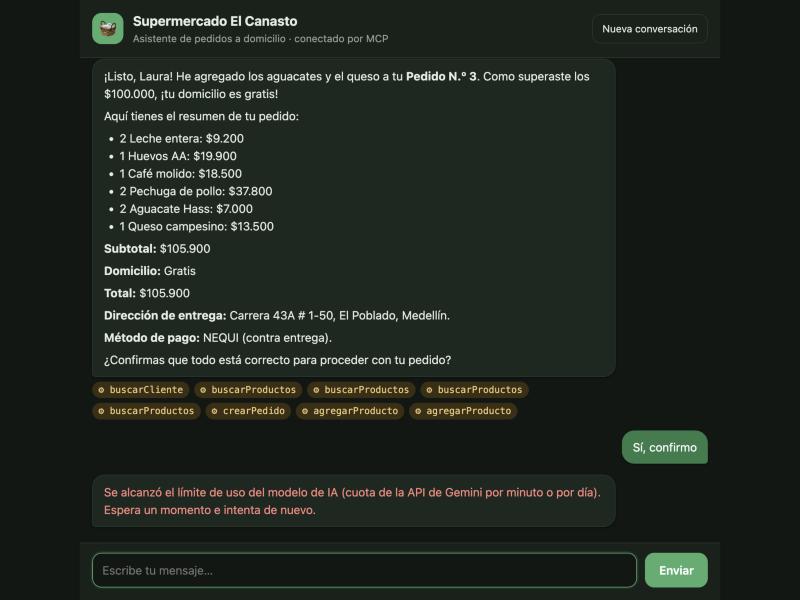 Supermercado El Canasto
Asistente de pedidos a domicilio · conectado por MCP
Nueva conversación
¡Listo, Laura! He agregado los aguacates y el queso a tu Pedido N.º 3. Como superaste los
$100.000, ¡tu domicilio es gratis!
Aquí tienes el resumen de tu pedido:
• 2 Leche entera: $9.200
• 1 Huevos AA: $19.900
• 1 Café molido: $18.500
• 2 Pechuga de pollo: $37.800
• 2 Aguacate Hass: $7.000
• 1 Queso campesino: $13.500
Subtotal: $105.900
Domicilio: Gratis
Total: $105.900
Dirección de entrega: Carrera 43A # 1-50, El Poblado, Medellín.
Método de pago: NEQUI (contra entrega).
¿Confirmas que todo está correcto para proceder con tu pedido?
buscarCliente buscarProductos buscarProductos buscarProductos
buscarProductos crearPedido agregarProducto agregarProducto
Sí, confirmo
Se alcanzó el límite de uso del modelo de IA (cuota de la API de Gemini por minuto o por día).
Espera un momento e intenta de nuevo.
Escribe tu mensaje...
Enviar